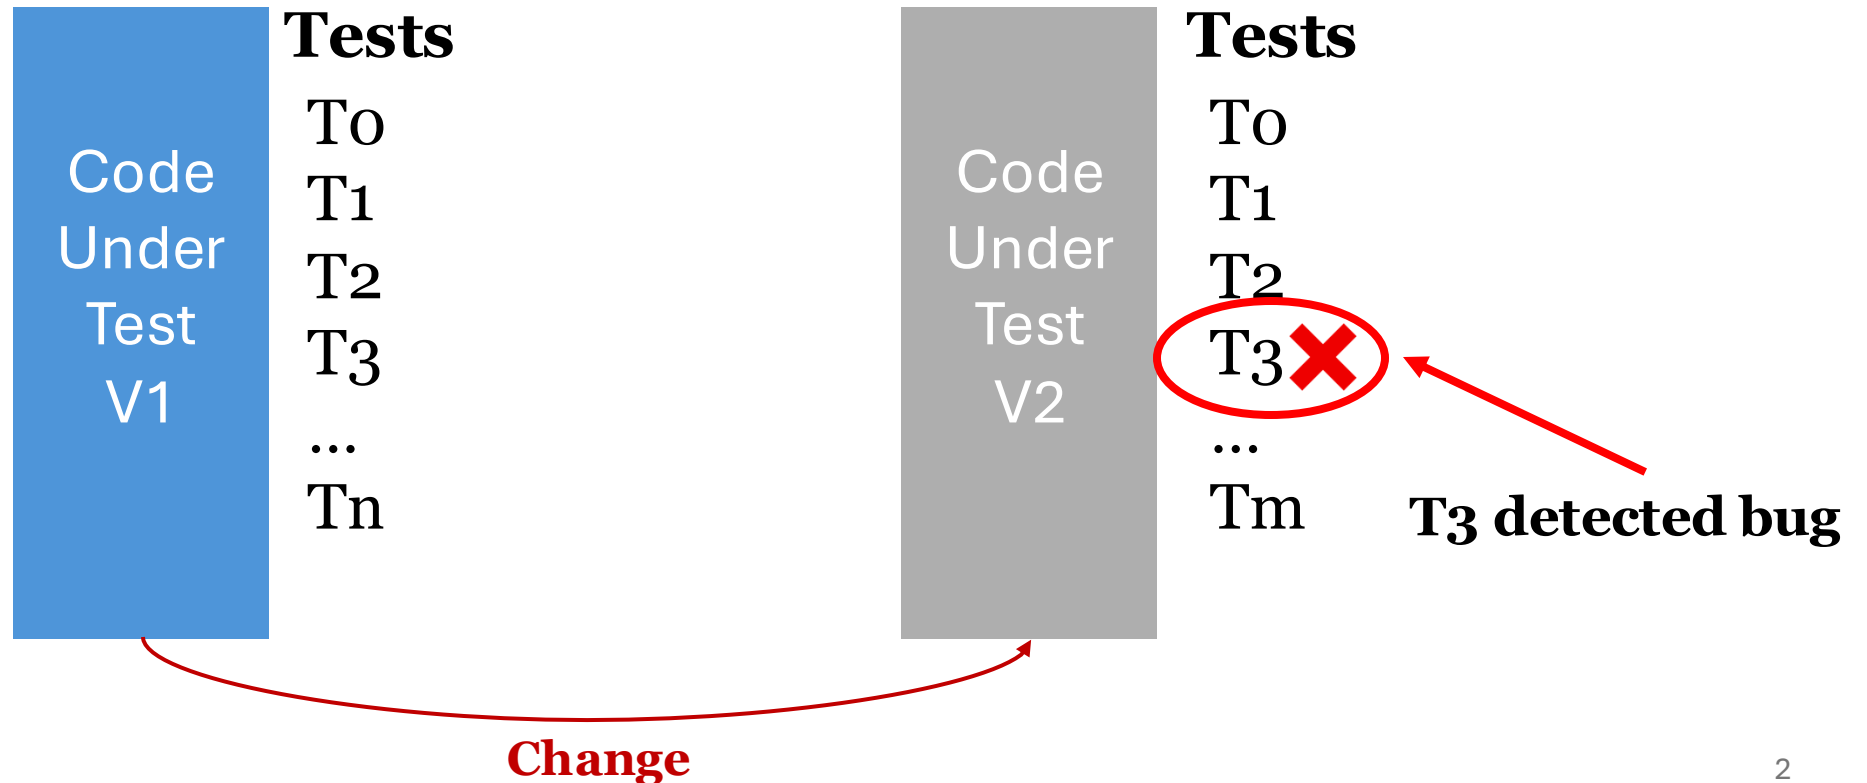 Code
Under
Test
V1
Tests
T0
T1
T2
T3
...
Tn
Code
Under
Test
V2
Tests
T0
T1
T2
T3
...
Tm
T3 detected bug
Change
2